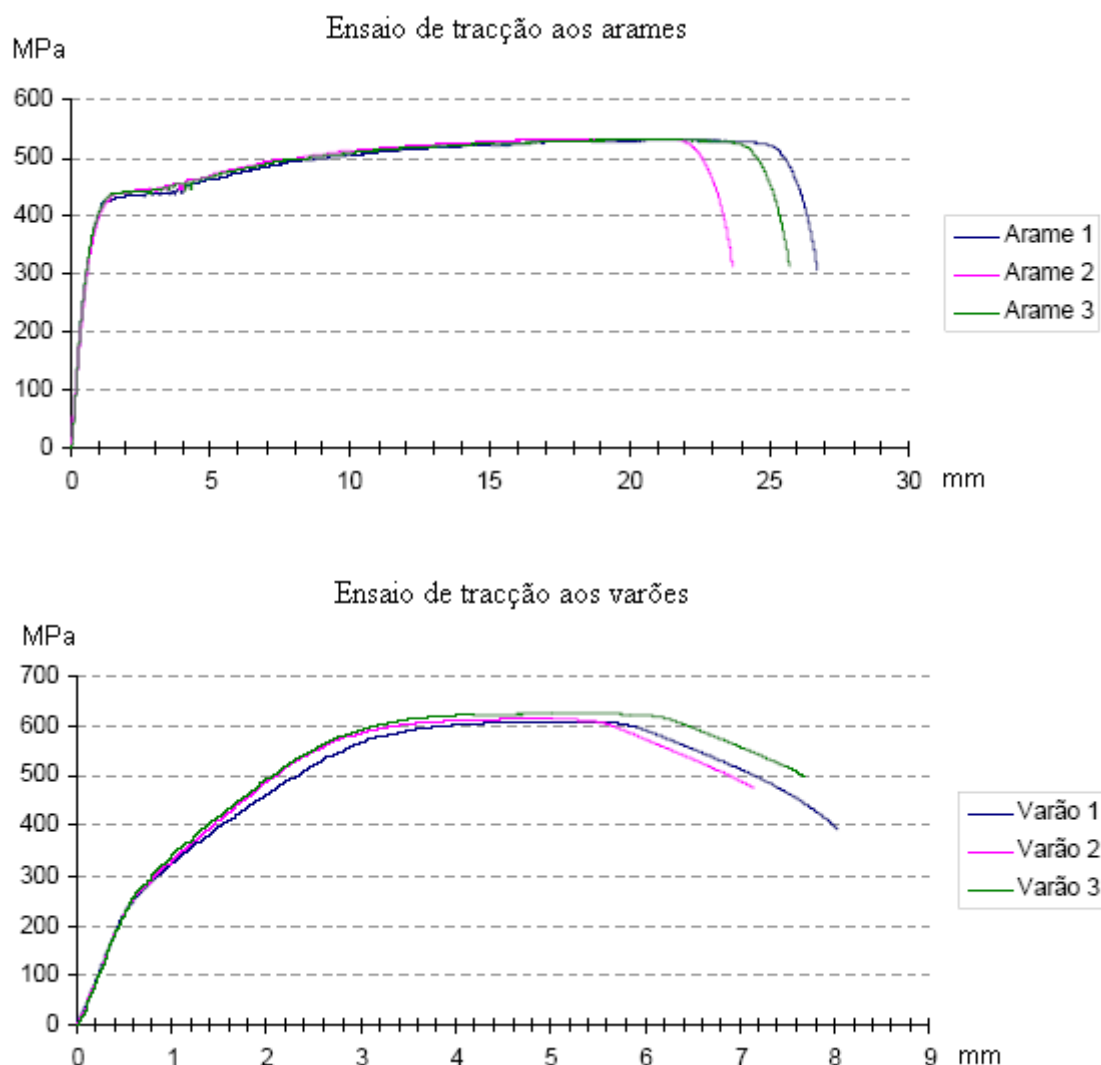 Ensaio de tracção aos arames
MPa
600
500
400
300
200
100
0
0 5 10 15 20 25 30 mm
Arame 1
Arame 2
Arame 3
Ensaio de tracção aos varões
MPa
700
600
500
400
300
200
100
0
0 1 2 3 4 5 6 7 8 9 mm
Varão 1
Varão 2
Varão 3